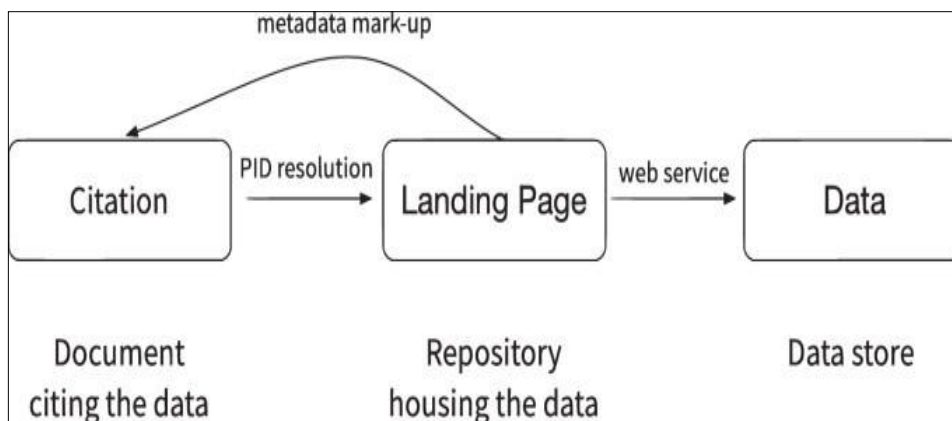 metadata mark-up
Citation
PID resolution
Landing Page
web service
Data
Document
citing the data
Repository
housing the data
Data store